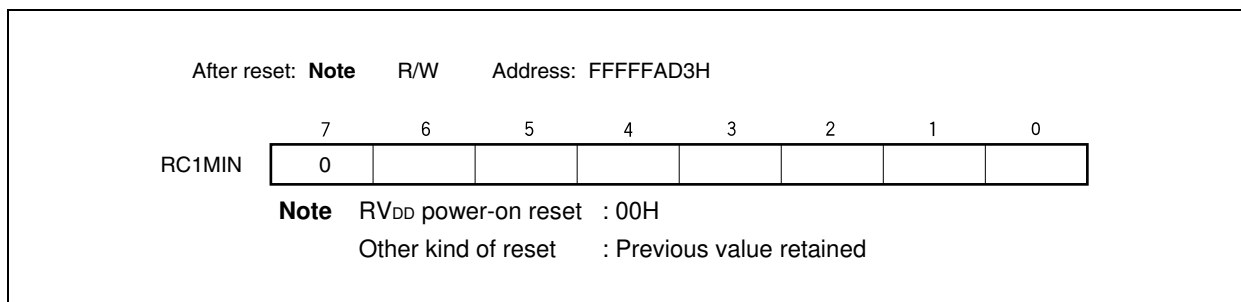 After reset: Note R/W Address: FFFFFAD3H
7 6 5 4 3 2 1 0
RC1MIN 0
Note RVDD power-on reset : 00H
Other kind of reset : Previous value retained